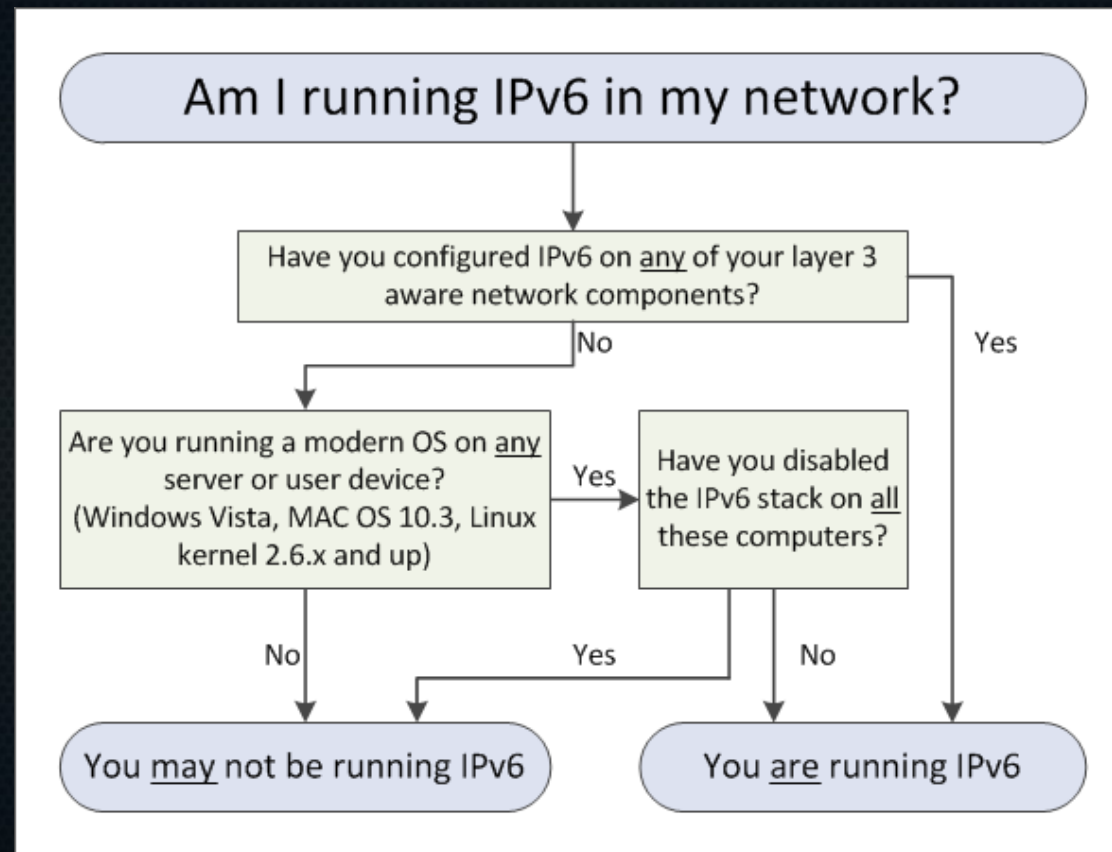 Am I running IPv6 in my network?
Have you configured IPv6 on any of your layer 3
aware network components?
No
Yes
Are you running a modern OS on any
server or user device?
(Windows Vista, MAC OS 10.3, Linux
kernel 2.6.x and up)
Yes
Have you disabled
the IPv6 stack on all
these computers?
No
Yes
No
You may not be running IPv6
You are running IPv6